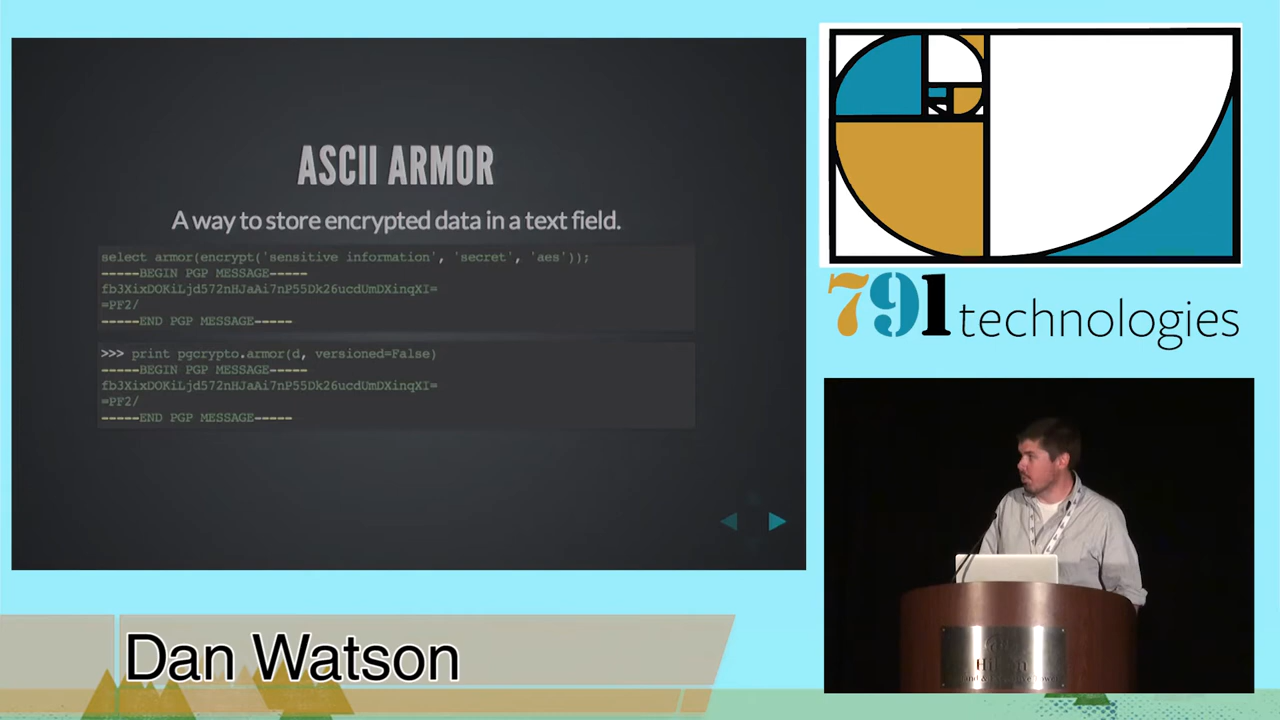 ASCII ARMOR
A way to store encrypted data in a text field.
select armor(encrypt('sensitive information', 'secret', 'aes'));
-----BEGIN PGP MESSAGE-----
fb3XixDOKiLjd572nHJaAi7nP55Dk26ucdUmDXinqXI=
=PF2/
-----END PGP MESSAGE-----
>>> print pgcrypto.armor(d, versioned=False)
-----BEGIN PGP MESSAGE-----
fb3XixDOKiLjd572nHJaAi7nP55Dk26ucdUmDXinqXI=
=PF2/
-----END PGP MESSAGE-----
791 technologies
Dan Watson